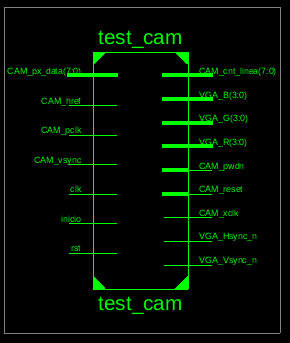 test_cam
CAM_px_data(7:0)
CAM_href
CAM_pclk
CAM_vsync
clk
inicio
rst
CAM_cnt_linea(7:0)
VGA_B(3:0)
VGA_G(3:0)
VGA_R(3:0)
CAM_pwdn
CAM_reset
CAM_xclk
VGA_Hsync_n
VGA_Vsync_n
test_cam